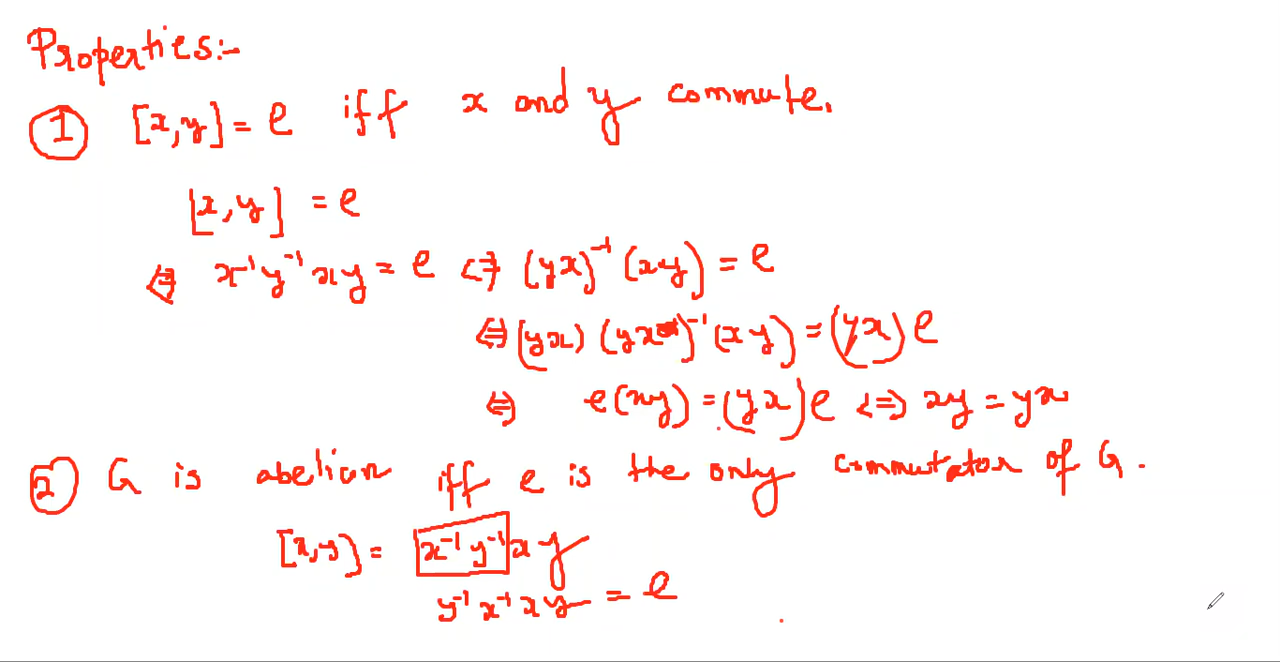 Properties:-
① [x,y] = e iff x and y commute.
[x,y] = e
⇔ x⁻¹y⁻¹xy = e ⇔ (yx)⁻¹(xy) = e
⇔ (yx)(yx)⁻¹(xy) = (yx)e
⇔ e(xy) = (yx)e ⇔ xy = yx
② G is abelian iff e is the only commutator of G.
[x,y] = x⁻¹y⁻¹xy
y⁻¹x⁻¹xy = e